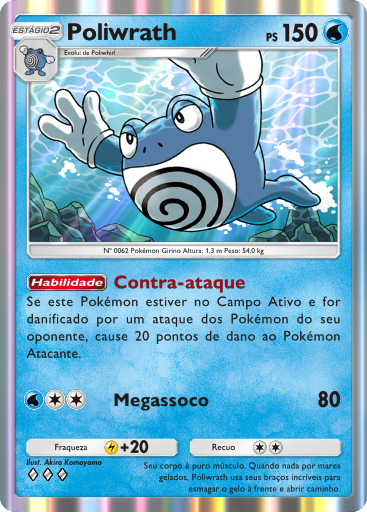 ESTÁGIO 2
Poliwrath
PS 150
Evolui de Poliwhirl
Nº 0062 Pokémon Girino Altura: 1,3 m Peso: 54,0 kg
Habilidade Contra-ataque
Se este Pokémon estiver no Campo Ativo e for
danificado por um ataque dos Pokémon do seu
oponente, cause 20 pontos de dano ao Pokémon
Atacante.
Megassoco 80
Fraqueza +20
Recuo
Ilust. Akira Komayama
Seu corpo é puro músculo. Quando nada por mares
gelados, Poliwrath usa seus braços incríveis para
esmagar o gelo à frente e abrir caminho.